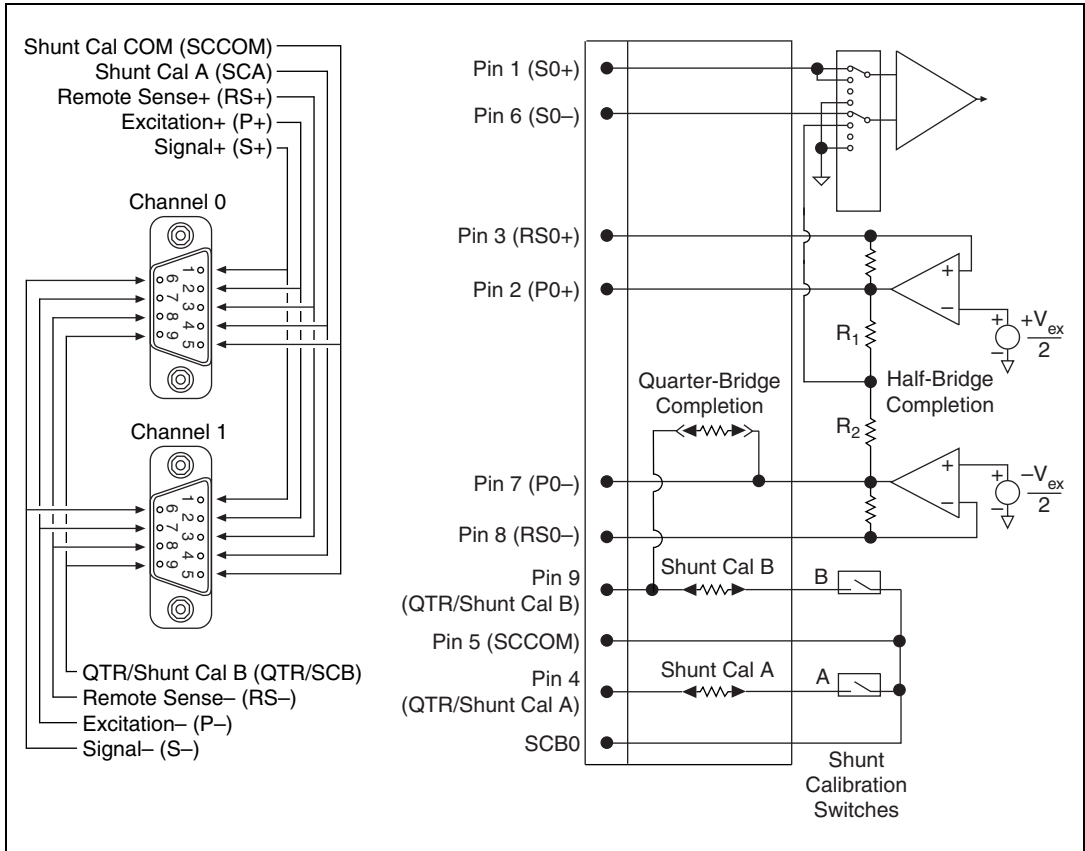 Shunt Cal COM (SCCOM)
Shunt Cal A (SCA)
Remote Sense+ (RS+)
Excitation+ (P+)
Signal+ (S+)
Channel 0
1
2
3
4
5
6
7
8
9
Channel 1
1
2
3
4
5
6
7
8
9
QTR/Shunt Cal B (QTR/SCB)
Remote Sense– (RS–)
Excitation– (P–)
Signal– (S–)
Pin 1 (S0+)
Pin 6 (S0–)
Pin 3 (RS0+)
Pin 2 (P0+)
+
–
+
–
+Vex
2
R1
Quarter-Bridge
Completion
Half-Bridge
Completion
R2
Pin 7 (P0–)
+
–
+
–
–Vex
2
Pin 8 (RS0–)
Pin 9
(QTR/Shunt Cal B)
Shunt Cal B
B
Pin 5 (SCCOM)
Pin 4
(QTR/Shunt Cal A)
Shunt Cal A
A
SCB0
Shunt
Calibration
Switches